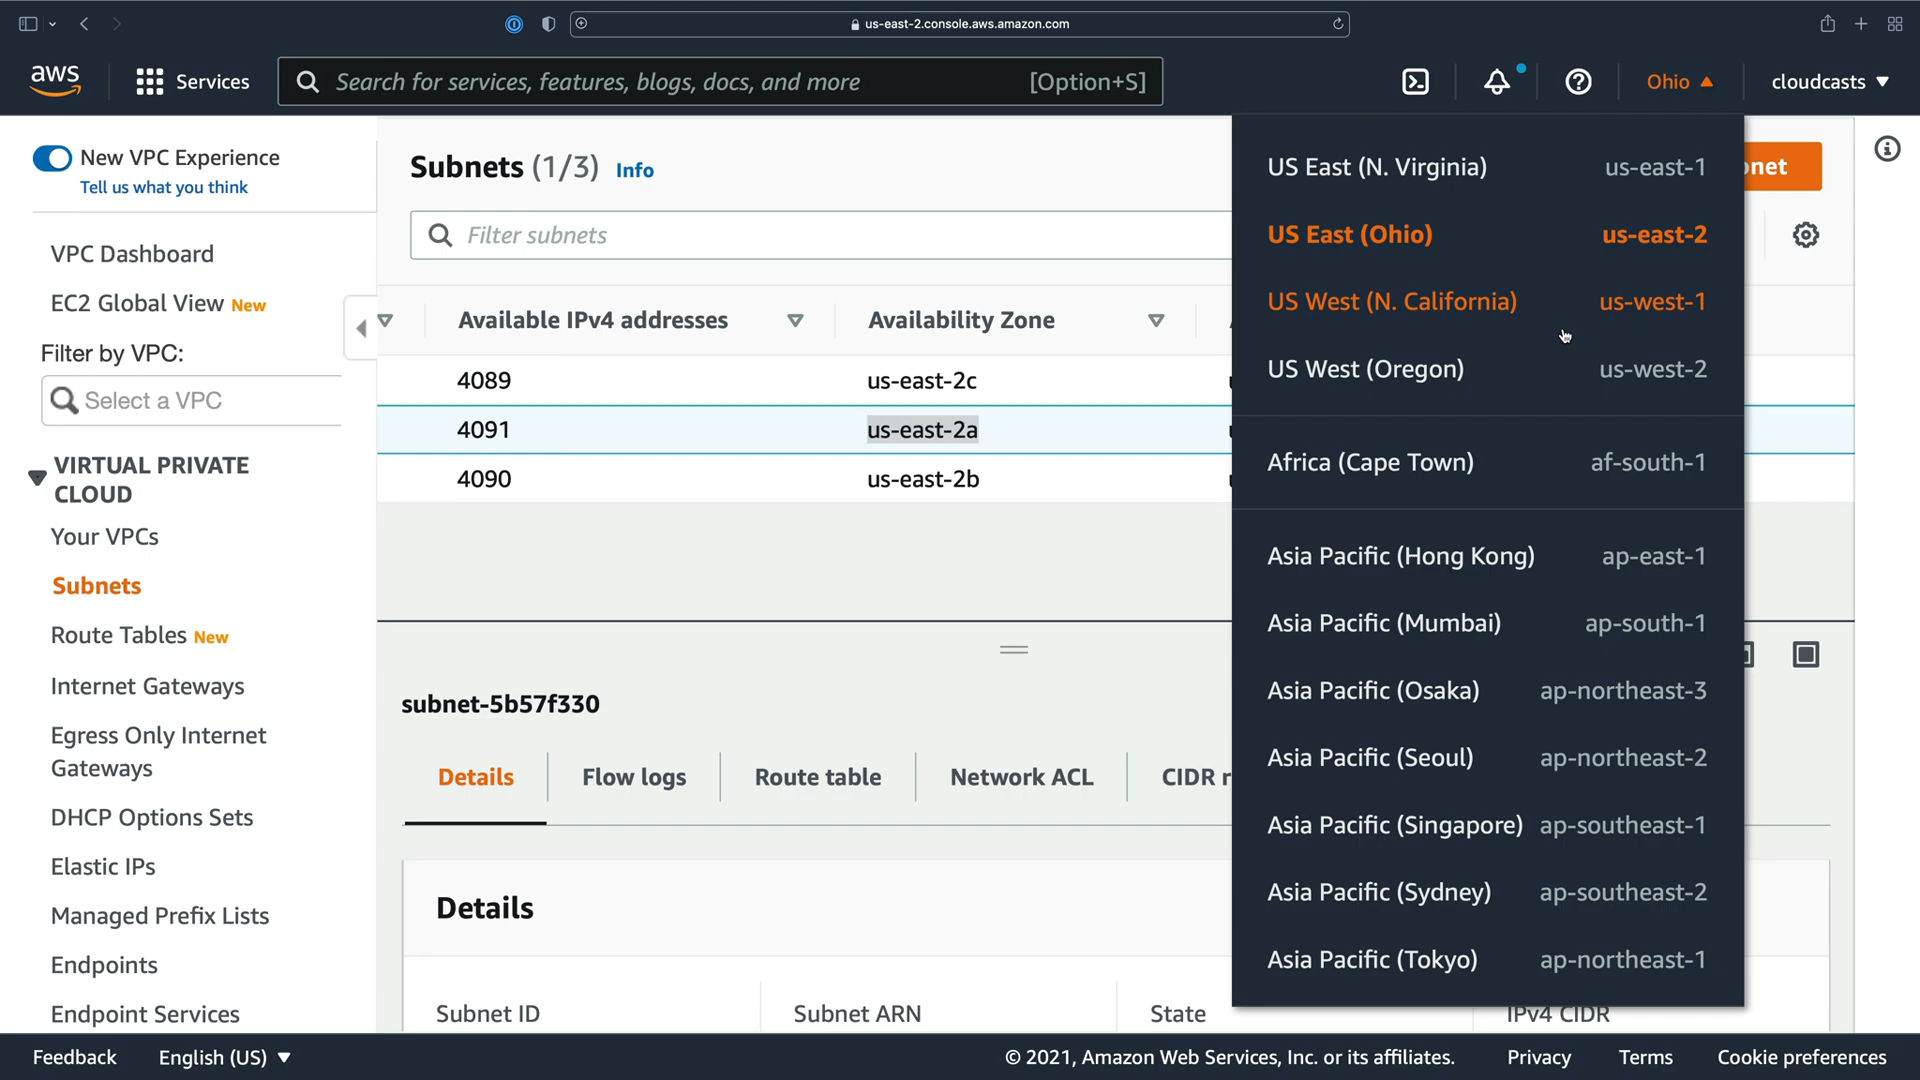 us-east-2.console.aws.amazon.com
aws
Services
Search for services, features, blogs, docs, and more
[Option+S]
Ohio
cloudcasts
New VPC Experience
Tell us what you think
VPC Dashboard
EC2 Global View New
Filter by VPC:
Select a VPC
VIRTUAL PRIVATE
CLOUD
Your VPCs
Subnets
Route Tables New
Internet Gateways
Egress Only Internet
Gateways
DHCP Options Sets
Elastic IPs
Managed Prefix Lists
Endpoints
Endpoint Services
Subnets (1/3) Info
Filter subnets
Available IPv4 addresses
Availability Zone
4089 us-east-2c
4091 us-east-2a
4090 us-east-2b
subnet-5b57f330
Details
Flow logs
Route table
Network ACL
CIDR r
Details
Subnet ID
Subnet ARN
State
IPv4 CIDR
US East (N. Virginia) us-east-1
US East (Ohio) us-east-2
US West (N. California) us-west-1
US West (Oregon) us-west-2
Africa (Cape Town) af-south-1
Asia Pacific (Hong Kong) ap-east-1
Asia Pacific (Mumbai) ap-south-1
Asia Pacific (Osaka) ap-northeast-3
Asia Pacific (Seoul) ap-northeast-2
Asia Pacific (Singapore) ap-southeast-1
Asia Pacific (Sydney) ap-southeast-2
Asia Pacific (Tokyo) ap-northeast-1
Feedback
English (US)
© 2021, Amazon Web Services, Inc. or its affiliates.
Privacy
Terms
Cookie preferences